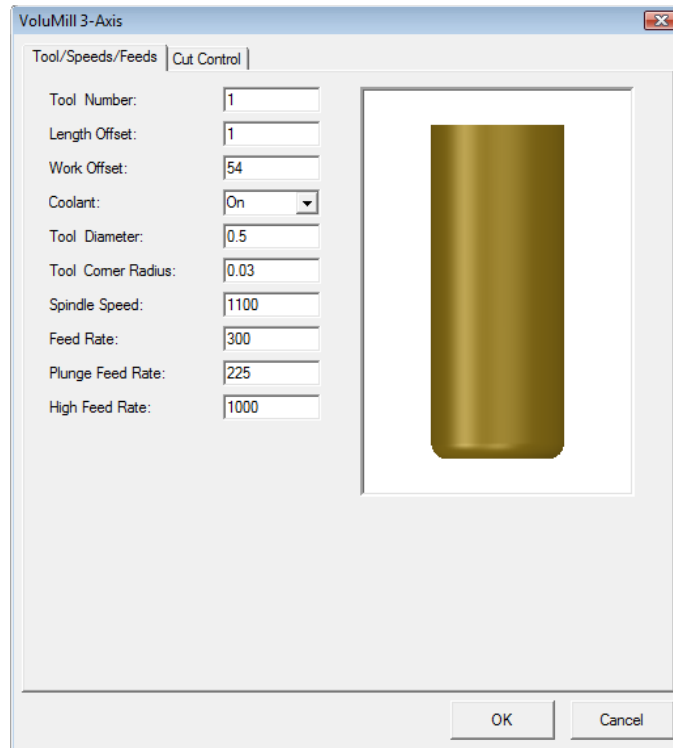 VoluMill 3-Axis
Tool/Speeds/Feeds Cut Control
Tool Number: 1
Length Offset: 1
Work Offset: 54
Coolant: On
Tool Diameter: 0.5
Tool Corner Radius: 0.03
Spindle Speed: 1100
Feed Rate: 300
Plunge Feed Rate: 225
High Feed Rate: 1000
OK Cancel